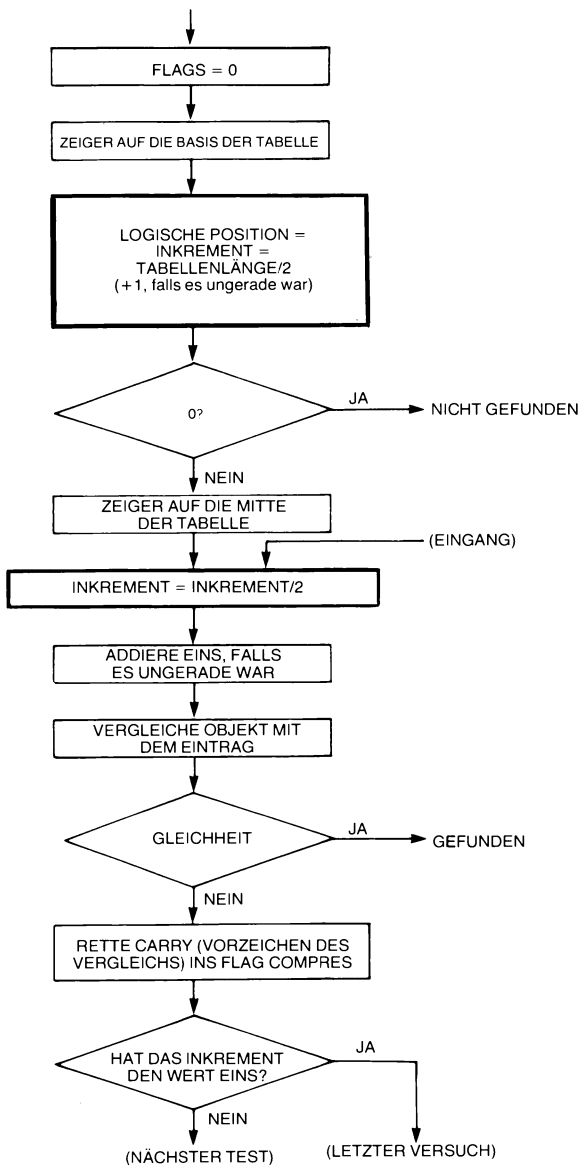 FLAGS = 0
ZEIGER AUF DIE BASIS DER TABELLE
LOGISCHE POSITION =
INKREMENT =
TABELLENLÄNGE/2
(+1, falls es ungerade war)
0?
JA
NICHT GEFUNDEN
NEIN
ZEIGER AUF DIE MITTE
DER TABELLE
(EINGANG)
INKREMENT = INKREMENT/2
ADDIERE EINS, FALLS
ES UNGERADE WAR
VERGLEICHE OBJEKT MIT
DEM EINTRAG
GLEICHHEIT
JA
GEFUNDEN
NEIN
RETTE CARRY (VORZEICHEN DES
VERGLEICHS) INS FLAG COMPRES
HAT DAS INKREMENT
DEN WERT EINS?
JA
NEIN
(NÄCHSTER TEST)
(LETZTER VERSUCH)